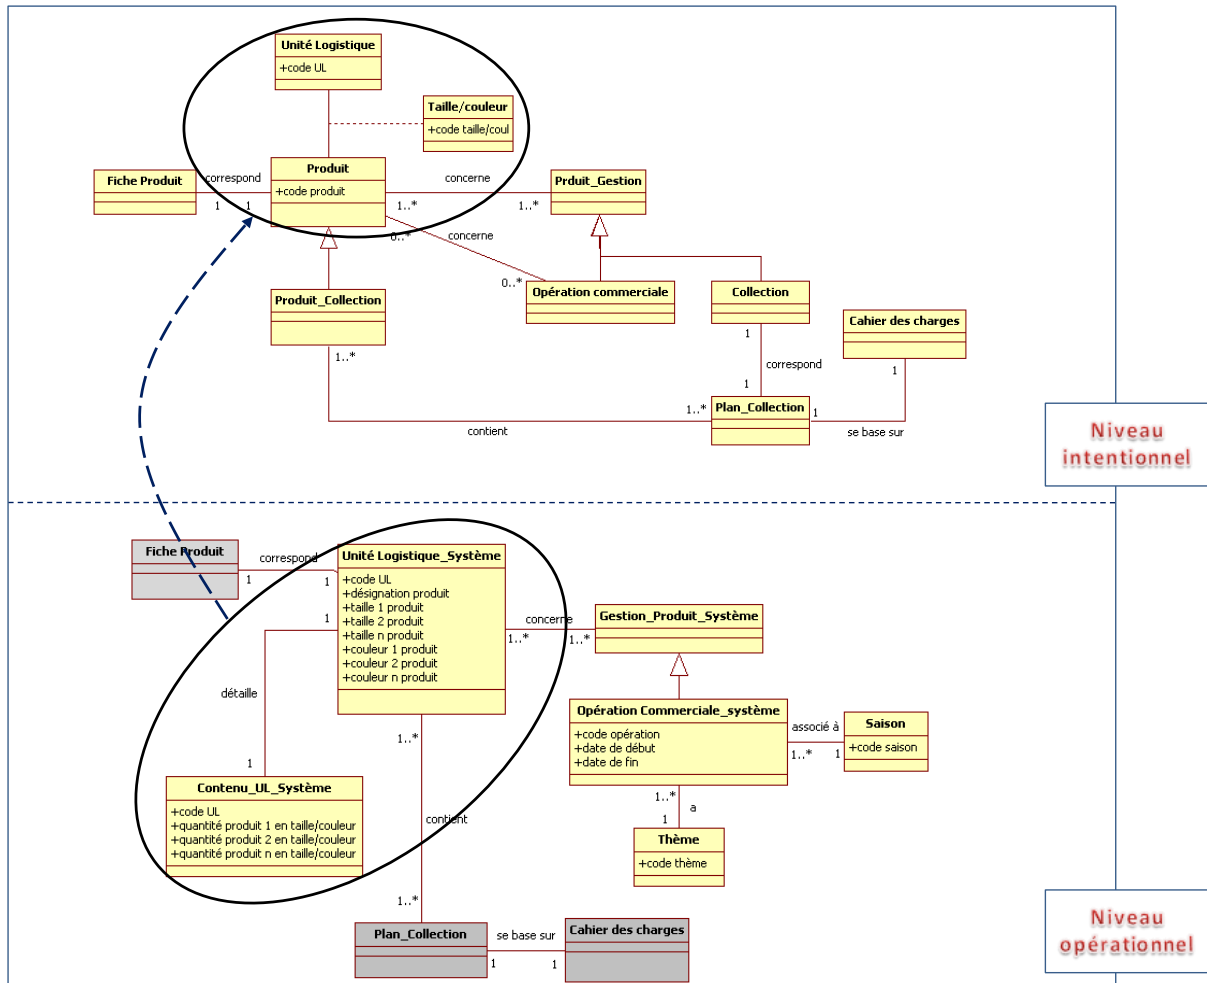 Unité Logistique
+code UL
Taille/couleur
+code taille/coul
Fiche Produit
correspond
1
1
Produit
+code produit
concerne
1..*
1..*
Prduit_Gestion
0..*
concerne
0..*
Produit_Collection
1..*
Opération commerciale
Collection
1
correspond
1
Cahier des charges
1
1..*
Plan_Collection
1
contient
se base sur
Niveau
intentionnel
Fiche Produit
correspond
1
1
Unité Logistique_Système
+code UL
+désignation produit
+taille 1 produit
+taille 2 produit
+taille n produit
+couleur 1 produit
+couleur 2 produit
+couleur n produit
1
détaille
1
concerne
1..*
1..*
Gestion_Produit_Système
Opération Commerciale_système
+code opération
+date de début
+date de fin
associé à
1..*
1
Saison
+code saison
1..*
a
1
Thème
+code thème
1..*
contient
1..*
Contenu_UL_Système
+code UL
+quantité produit 1 en taille/couleur
+quantité produit 2 en taille/couleur
+quantité produit n en taille/couleur
Plan_Collection
se base sur
1
1
Cahier des charges
Niveau
opérationnel